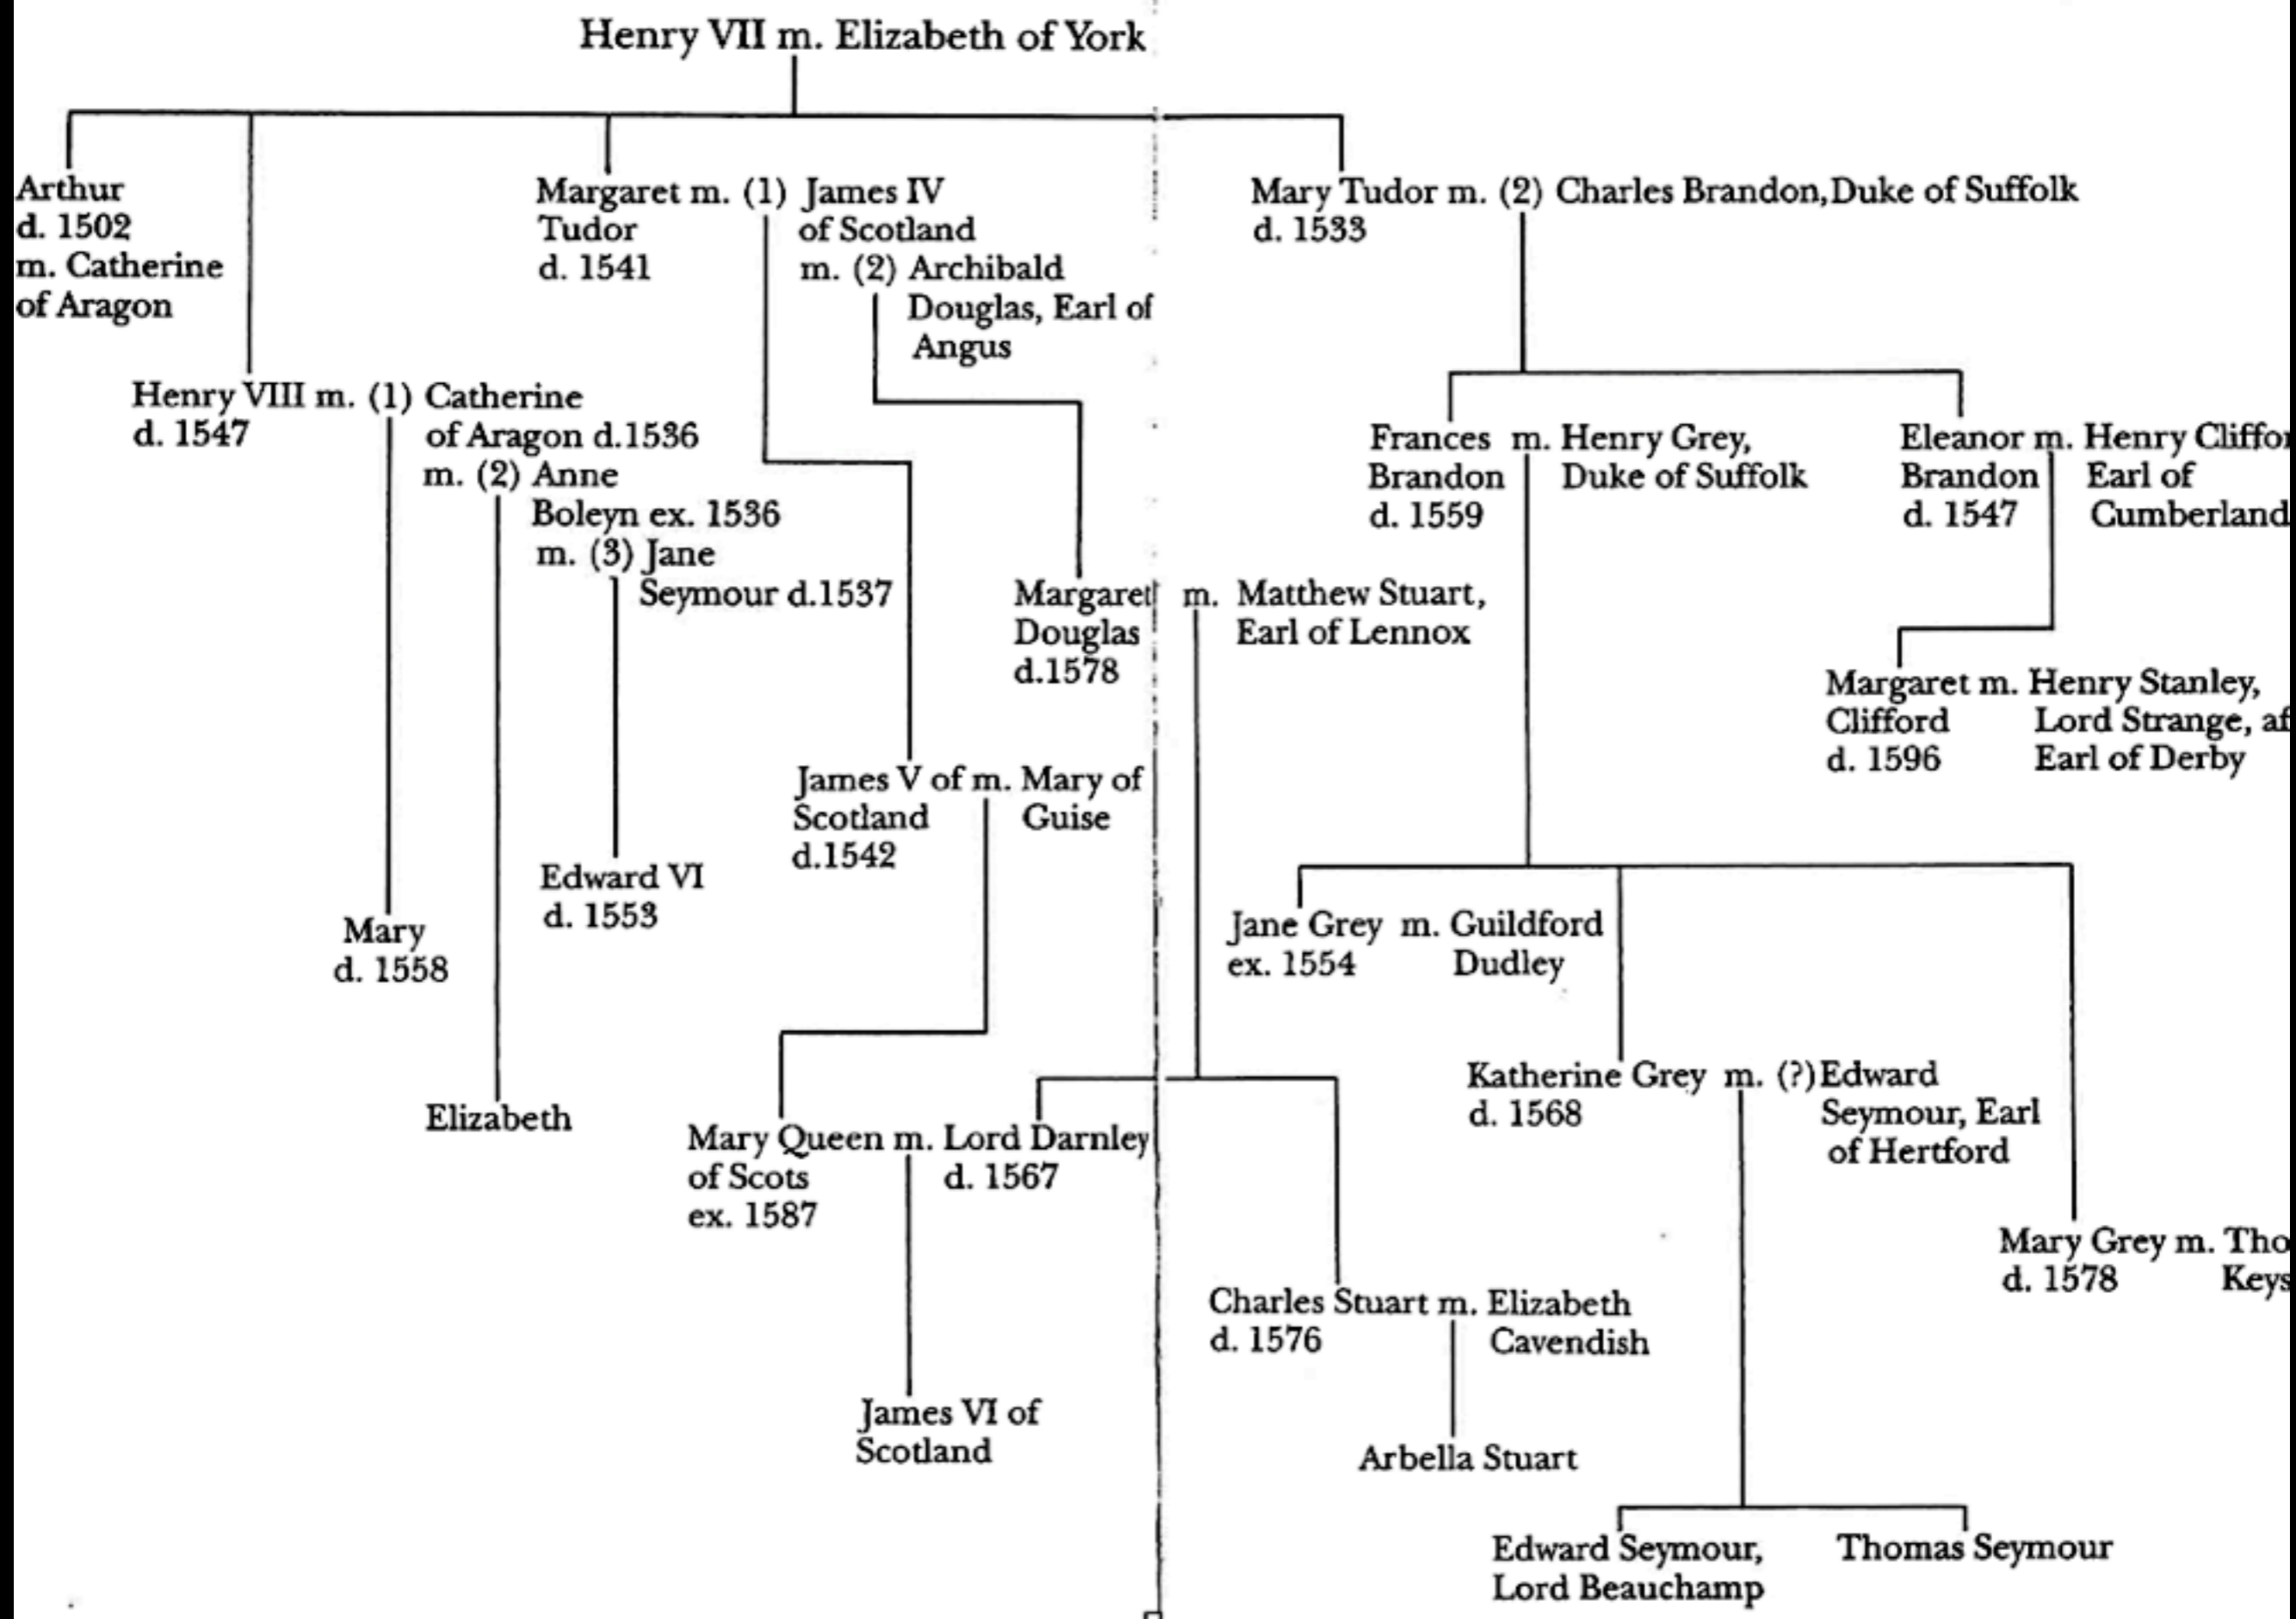 Henry VII m. Elizabeth of York
Arthur
d. 1502
m. Catherine
of Aragon
Margaret m. (1) James IV
Tudor of Scotland
d. 1541 m. (2) Archibald
Douglas, Earl of
Angus
Mary Tudor m. (2) Charles Brandon, Duke of Suffolk
d. 1533
Henry VIII m. (1) Catherine
d. 1547 of Aragon d.1536
m. (2) Anne
Boleyn ex. 1536
m. (3) Jane
Seymour d.1537
Frances m. Henry Grey,
Brandon Duke of Suffolk
d. 1559
Eleanor m. Henry
Brandon Earl of
d. 1547 Cumberland
Margaret m. Matthew Stuart,
Douglas Earl of Lennox
d.1578
Margaret m. Henry Stanley,
Clifford Lord Strange,
d. 1596 Earl of Derby
James V of m. Mary of
Scotland Guise
d.1542
Edward VI
d. 1553
Mary
d. 1558
Jane Grey m. Guildford
ex. 1554 Dudley
Elizabeth
Mary Queen m. Lord Darnley
of Scots d. 1567
ex. 1587
Katherine Grey m. (?) Edward
d. 1568 Seymour, Earl
of Hertford
Mary Grey m.
d. 1578
Charles Stuart m. Elizabeth
d. 1576 Cavendish
James VI of
Scotland
Arbella Stuart
Edward Seymour,
Lord Beauchamp
Thomas Seymour